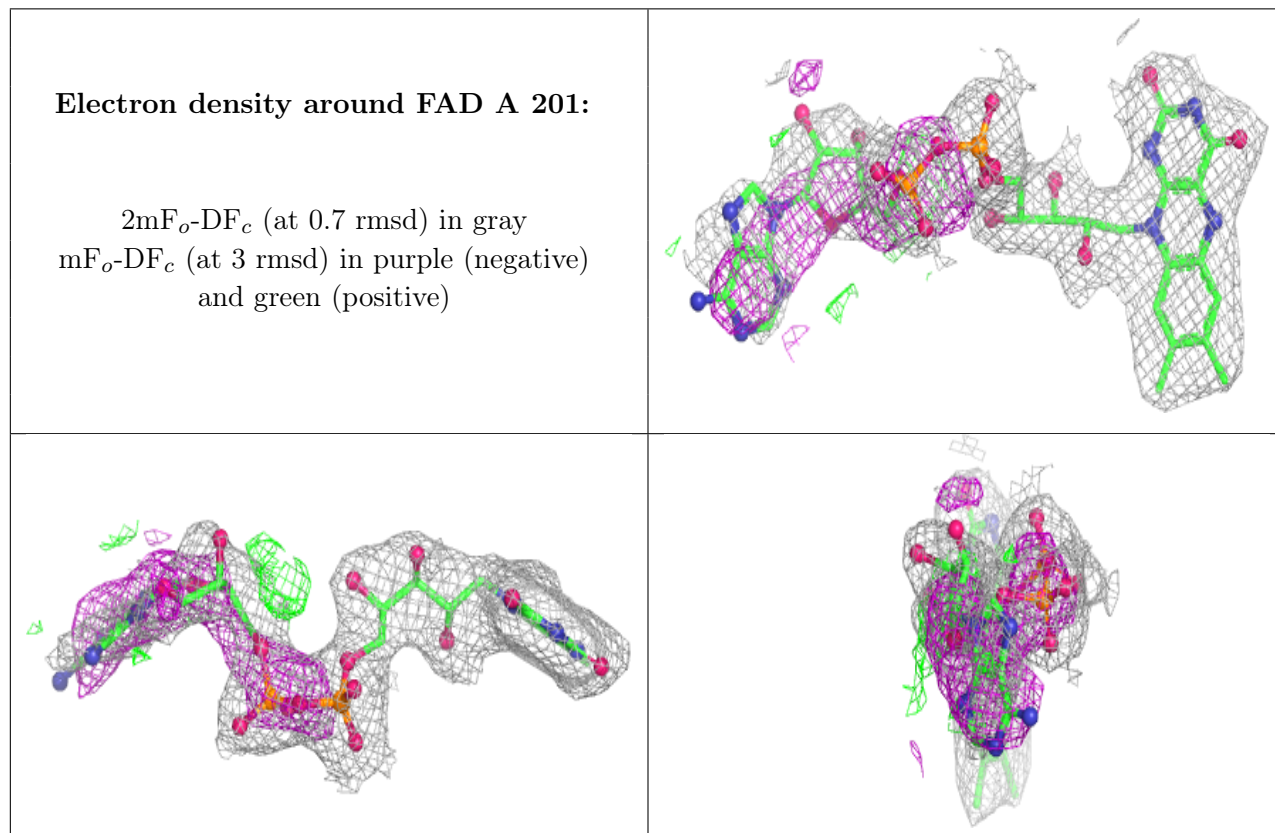 Electron density around FAD A 201:
2mFo-DFc (at 0.7 rmsd) in gray
mFo-DFc (at 3 rmsd) in purple (negative)
and green (positive)